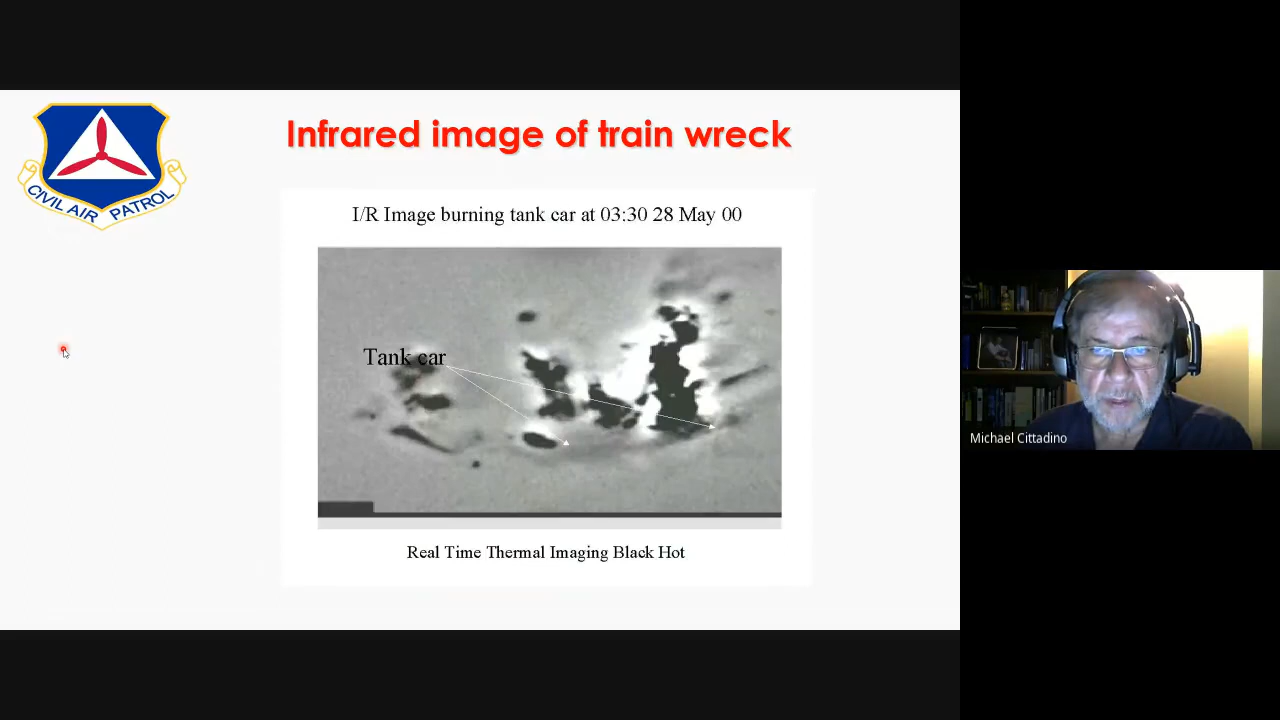 Infrared image of train wreck
CIVIL AIR PATROL
I/R Image burning tank car at 03:30 28 May 00
Tank car
Real Time Thermal Imaging Black Hot
Michael Cittadino